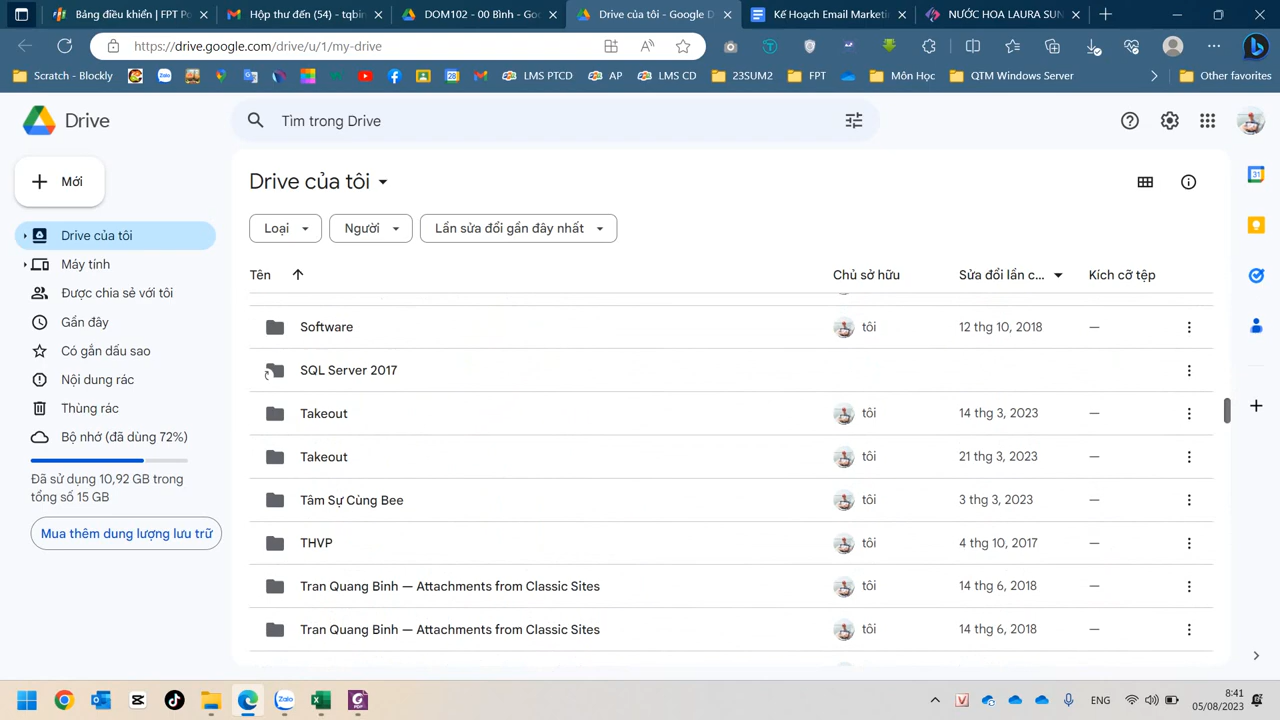 Bảng điều khiển | FPT Po
Hộp thư đến (54) - tqbin
DOM102 - 00 Bình - Goo
Drive của tôi - Google D
Kế Hoạch Email Marketin
NƯỚC HOA LAURA SUN
https://drive.google.com/drive/u/1/my-drive
Scratch - Blockly
LMS PTCD
AP
LMS CD
23SUM2
FPT
Môn Học
QTM Windows Server
Other favorites
Drive
Tìm trong Drive
Mới
Drive của tôi
Máy tính
Được chia sẻ với tôi
Gần đây
Có gắn dấu sao
Nội dung rác
Thùng rác
Bộ nhớ (đã dùng 72%)
Đã sử dụng 10,92 GB trong
tổng số 15 GB
Mua thêm dung lượng lưu trữ
Drive của tôi
Loại
Người
Lần sửa đổi gần đây nhất
Tên
Chủ sở hữu
Sửa đổi lần c...
Kích cỡ tệp
Software tôi 12 thg 10, 2018 —
SQL Server 2017
Takeout tôi 14 thg 3, 2023 —
Takeout tôi 21 thg 3, 2023 —
Tâm Sự Cùng Bee tôi 3 thg 3, 2023 —
THVP tôi 4 thg 10, 2017 —
Tran Quang Binh — Attachments from Classic Sites tôi 14 thg 6, 2018 —
Tran Quang Binh — Attachments from Classic Sites tôi 14 thg 6, 2018 —
ENG
8:41
05/08/2023